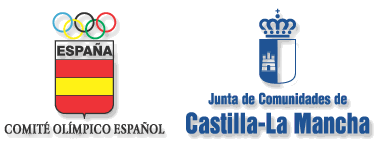 ESPAÑA
COMITÉ OLÍMPICO ESPAÑOL
Junta de Comunidades de
Castilla-La Mancha